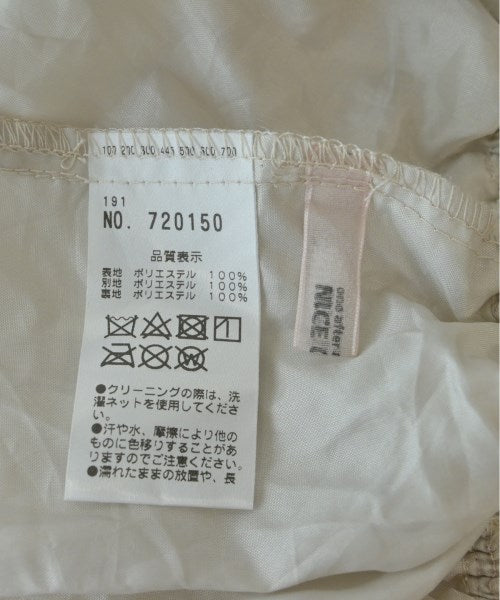 100 200 300 443 500 600 700
191
NO. 720150
品質表示
表地 ポリエステル 100%
別地 ポリエステル 100%
裏地 ポリエステル 100%
●クリーニングの際は、洗
濯ネットを使用してくださ
い。
●汗や水、摩擦により他の
ものに色移りすることがあ
りますのでご注意ください。
●濡れたままの放置や、長
one after
NICE